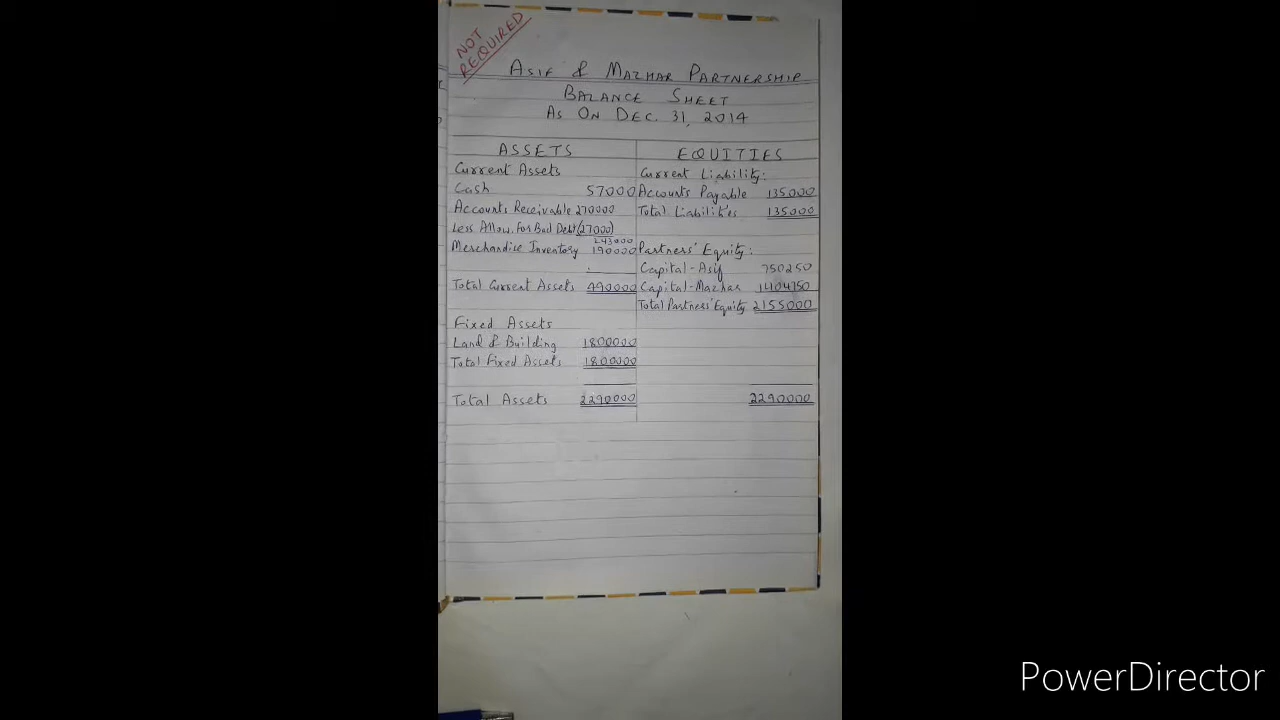 NOT
REQUIRED
ASIF & MAZHAR PARTNERSHIP
BALANCE SHEET
AS ON DEC. 31, 2014
ASSETS
Current Assets
Cash 57000
Accounts Receivable 270000
Less Allow. For Bad Debt (27000)
243000
Merchandice Inventory 190000
Total Current Assets 490000
Fixed Assets
Land & Building 1800000
Total Fixed Assets 1800000
Total Assets 2290000
EQUITIES
Current Liability:
Accounts Payable 135000
Total Liabilities 135000
Partners' Equity:
Capital-Asif 750250
Capital-Mazhar 1404750
Total Partners' Equity 2155000
2290000
PowerDirector